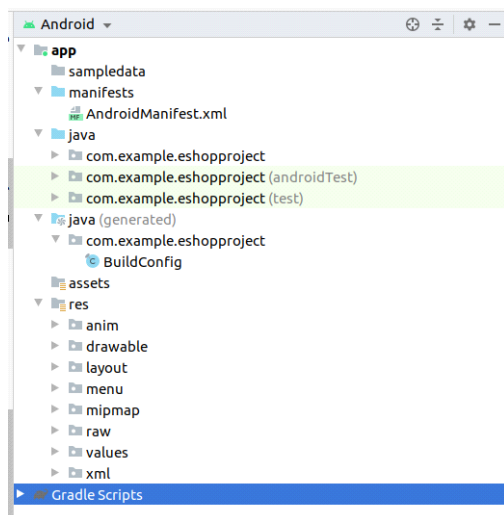 Android
app
sampledata
manifests
MF AndroidManifest.xml
java
com.example.eshopproject
com.example.eshopproject (androidTest)
com.example.eshopproject (test)
java (generated)
com.example.eshopproject
C BuildConfig
assets
res
anim
drawable
layout
menu
mipmap
raw
values
xml
Gradle Scripts